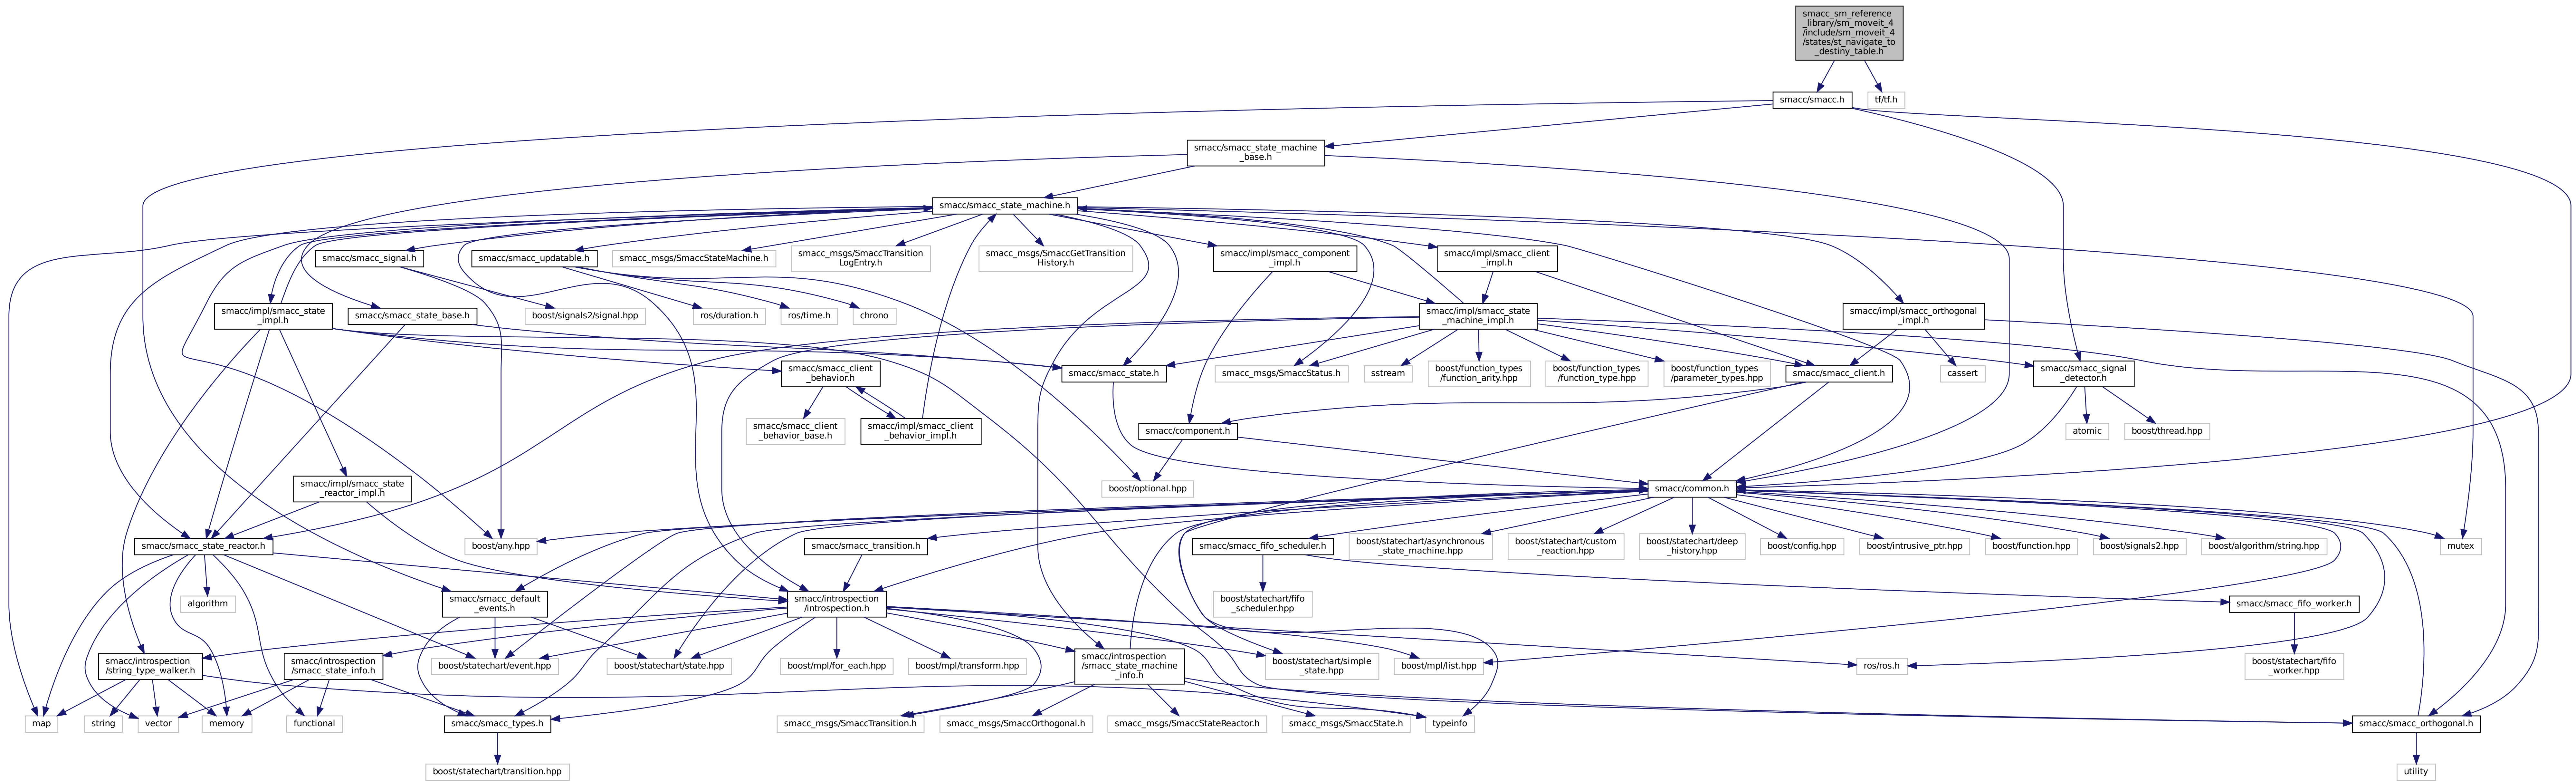 smacc_sm_reference
_library/sm_moveit_4
/include/sm_moveit_4
/states/st_navigate_to
_destiny_table.h
smacc/smacc.h
tf/tf.h
smacc/smacc_state_machine
_base.h
smacc/smacc_state_machine.h
smacc/smacc_signal.h
smacc/smacc_updatable.h
smacc_msgs/SmaccStateMachine.h
smacc_msgs/SmaccTransition
LogEntry.h
smacc_msgs/SmaccGetTransition
History.h
smacc/impl/smacc_component
_impl.h
smacc/impl/smacc_client
_impl.h
smacc/impl/smacc_state
_impl.h
smacc/smacc_state_base.h
boost/signals2/signal.hpp
ros/duration.h
ros/time.h
chrono
smacc/impl/smacc_state
_machine_impl.h
smacc/impl/smacc_orthogonal
_impl.h
smacc/smacc_client
_behavior.h
smacc/smacc_state.h
smacc_msgs/SmaccStatus.h
sstream
boost/function_types
/function_arity.hpp
boost/function_types
/function_type.hpp
boost/function_types
/parameter_types.hpp
smacc/smacc_client.h
cassert
smacc/smacc_signal
_detector.h
smacc/smacc_client
_behavior_base.h
smacc/impl/smacc_client
_behavior_impl.h
smacc/component.h
atomic
boost/thread.hpp
smacc/impl/smacc_state
_reactor_impl.h
boost/optional.hpp
smacc/common.h
smacc/smacc_state_reactor.h
boost/any.hpp
smacc/smacc_transition.h
smacc/smacc_fifo_scheduler.h
boost/statechart/asynchronous
_state_machine.hpp
boost/statechart/custom
_reaction.hpp
boost/statechart/deep
_history.hpp
boost/config.hpp
boost/intrusive_ptr.hpp
boost/function.hpp
boost/signals2.hpp
boost/algorithm/string.hpp
mutex
algorithm
smacc/smacc_default
_events.h
smacc/introspection
/introspection.h
boost/statechart/fifo
_scheduler.hpp
smacc/smacc_fifo_worker.h
smacc/introspection
/string_type_walker.h
smacc/introspection
/smacc_state_info.h
boost/statechart/event.hpp
boost/statechart/state.hpp
boost/mpl/for_each.hpp
boost/mpl/transform.hpp
smacc/introspection
/smacc_state_machine
_info.h
boost/statechart/simple
_state.hpp
boost/mpl/list.hpp
ros/ros.h
boost/statechart/fifo
_worker.hpp
map
string
vector
memory
functional
smacc/smacc_types.h
smacc_msgs/SmaccTransition.h
smacc_msgs/SmaccOrthogonal.h
smacc_msgs/SmaccStateReactor.h
smacc_msgs/SmaccState.h
typeinfo
smacc/smacc_orthogonal.h
boost/statechart/transition.hpp
utility